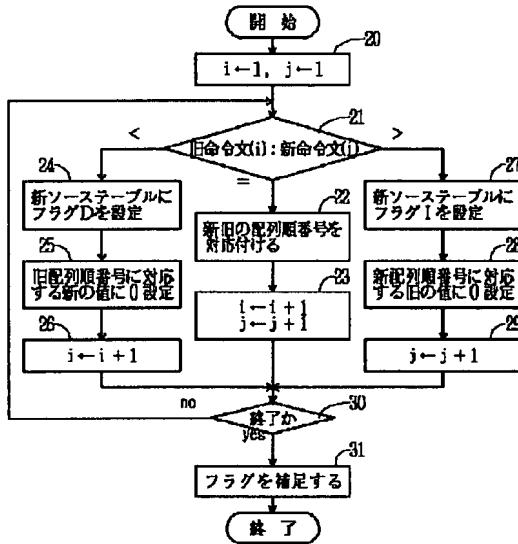 開 始
20
i←1, j←1
21
旧命令文(i):新命令文(j)
<
=
>
24
新ソーステーブルに
フラグDを設定
22
新旧の配列順番号を
対応付ける
27
新ソーステーブルに
フラグIを設定
25
旧配列順番号に対応
する新の値に0設定
23
i←i+1
j←j+1
28
新配列順番号に対応
する旧の値に0設定
26
i←i+1
29
j←j+1
no
30
終了か
yes
31
フラグを補足する
終 了